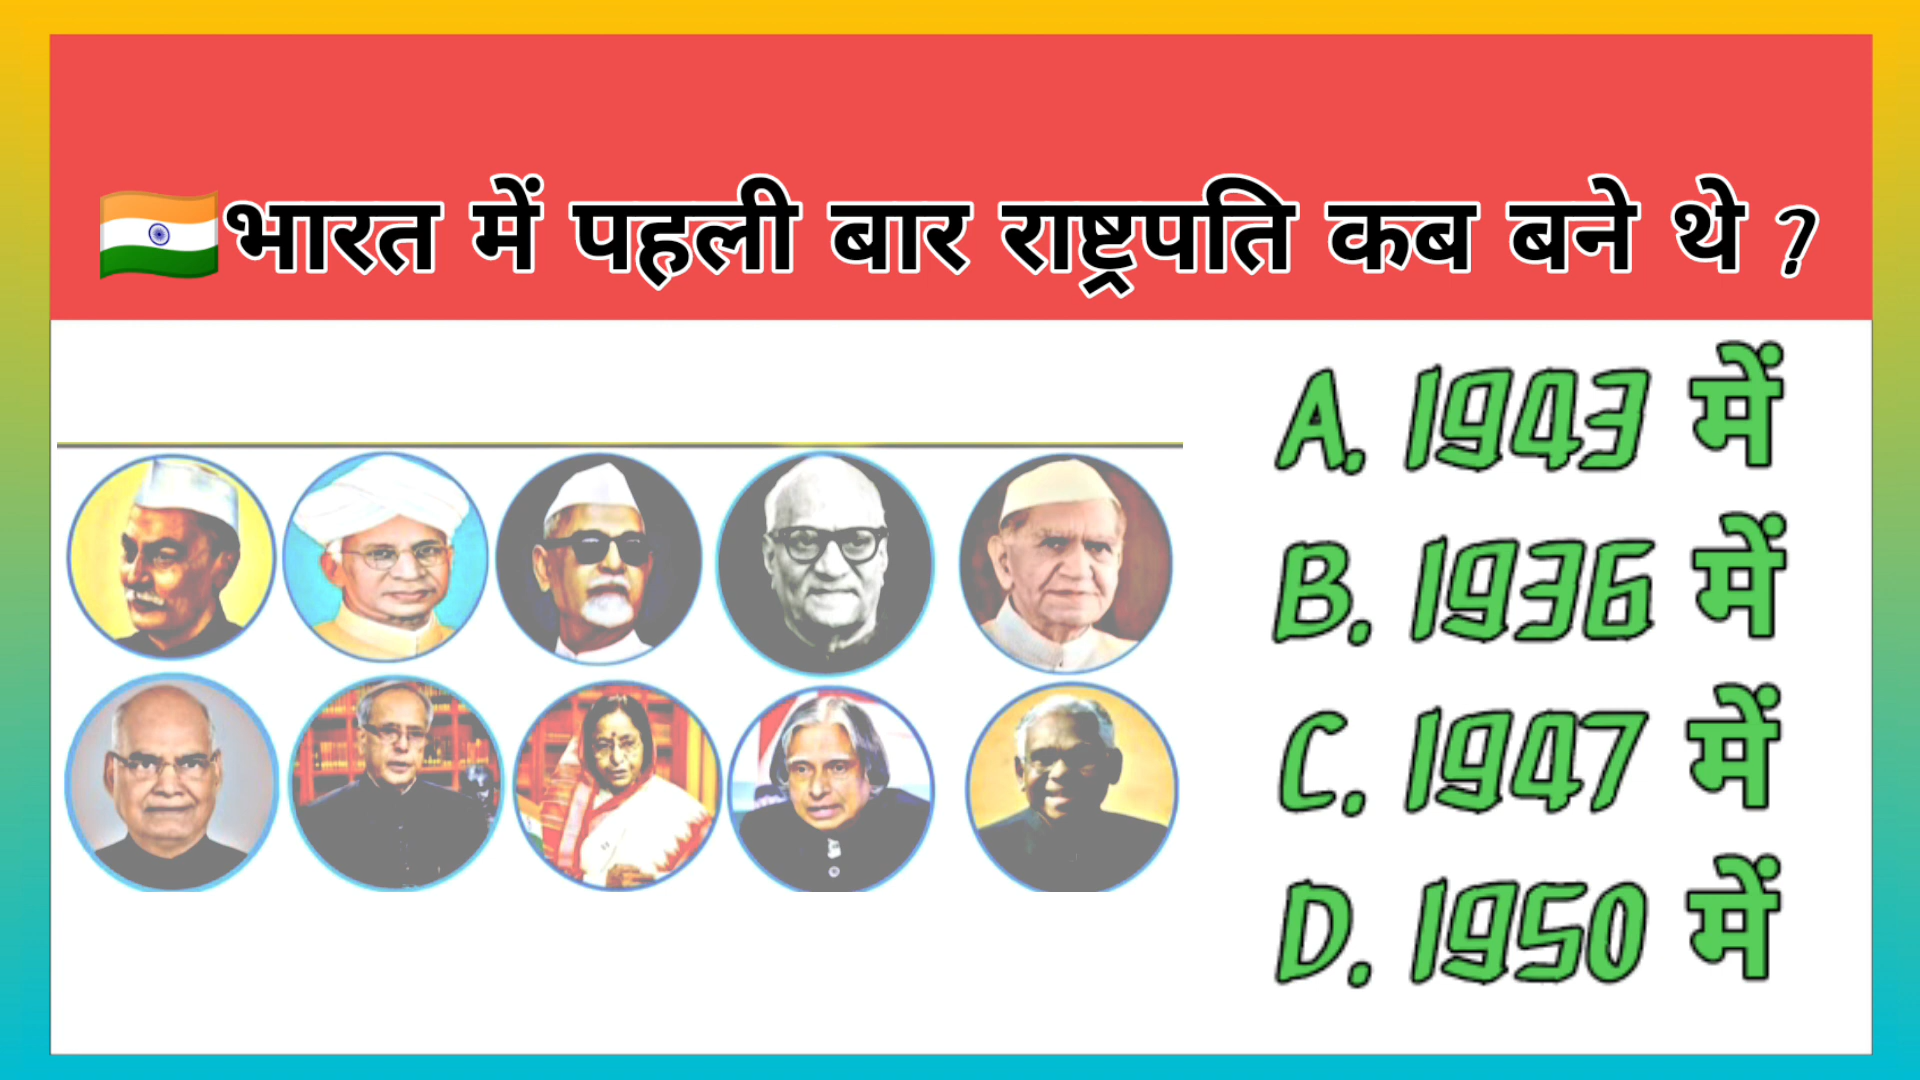 🇮🇳भारत में पहली बार राष्ट्रपति कब बने थे ?
A. 1943 में
B. 1936 में
C. 1947 में
D. 1950 में